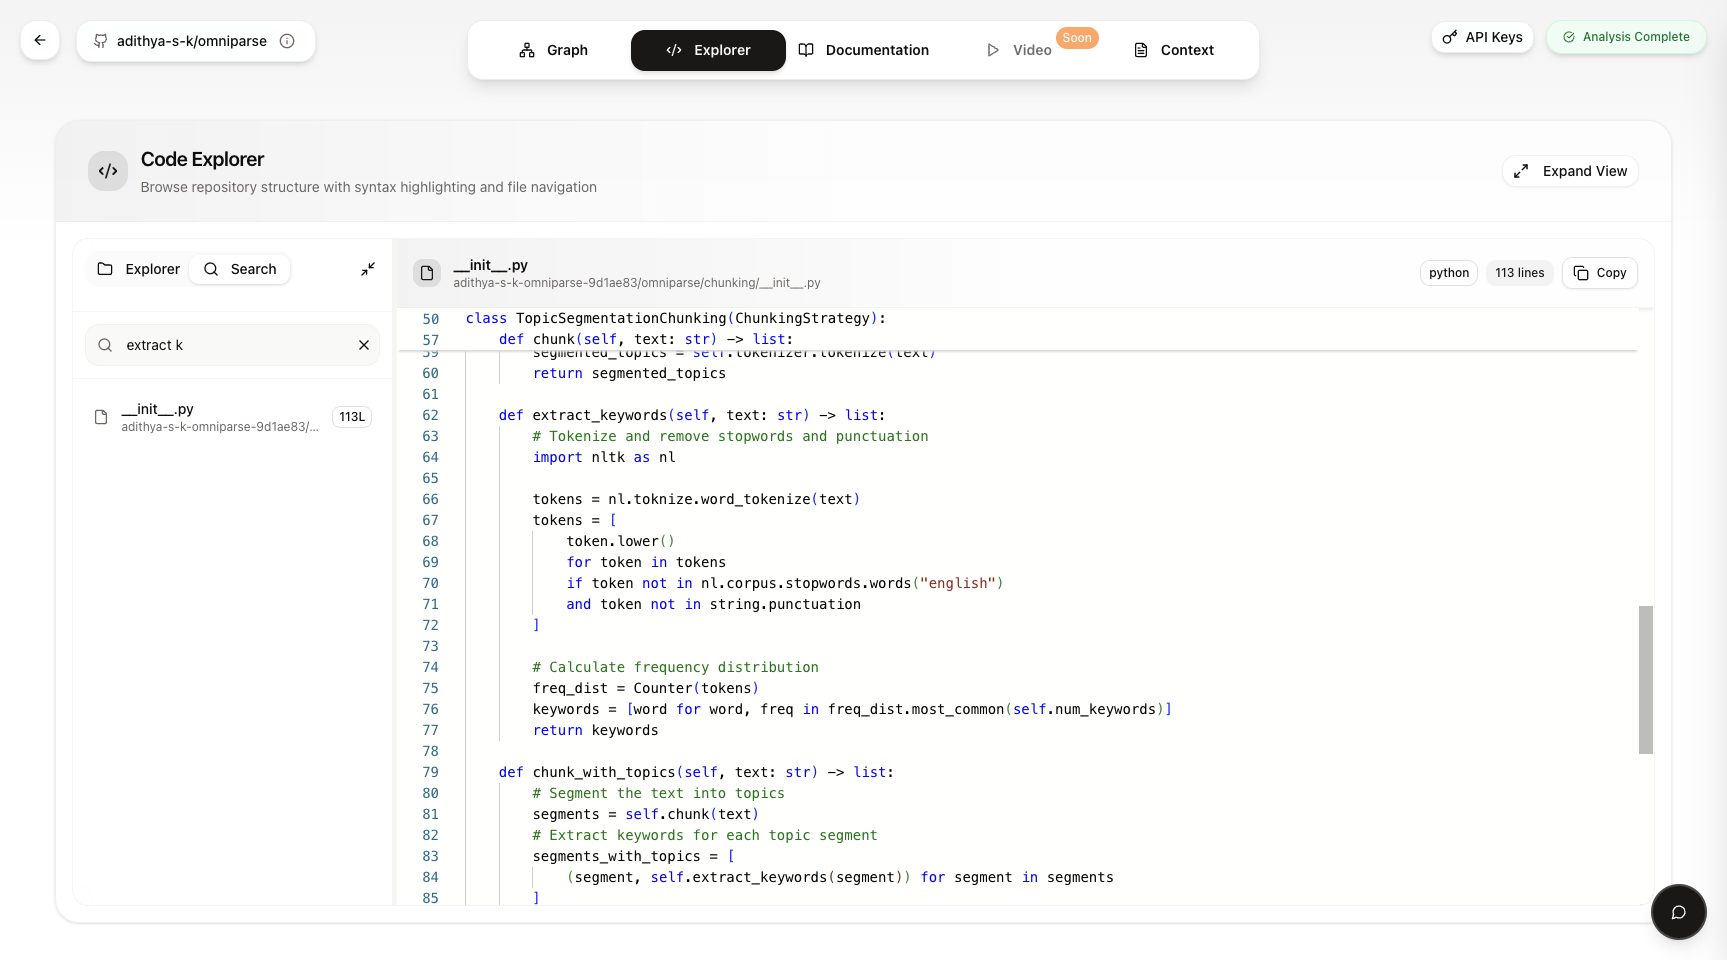 adithya-s-k/omniparse
Graph
Explorer
Documentation
Video
Soon
Context
API Keys
Analysis Complete
Code Explorer
Browse repository structure with syntax highlighting and file navigation
Expand View
Explorer
Search
extract k
__init__.py
adithya-s-k-omniparse-9d1ae83/...
113L
__init__.py
adithya-s-k-omniparse-9d1ae83/omniparse/chunking/__init__.py
python
113 lines
Copy
50 class TopicSegmentationChunking(ChunkingStrategy):
57     def chunk(self, text: str) -> list:
59         segmented_topics = self.tokenizer.tokenize(text)
60         return segmented_topics
61
62     def extract_keywords(self, text: str) -> list:
63         # Tokenize and remove stopwords and punctuation
64         import nltk as nl
65
66         tokens = nl.toknize.word_tokenize(text)
67         tokens = [
68             token.lower()
69             for token in tokens
70             if token not in nl.corpus.stopwords.words("english")
71             and token not in string.punctuation
72         ]
73
74         # Calculate frequency distribution
75         freq_dist = Counter(tokens)
76         keywords = [word for word, freq in freq_dist.most_common(self.num_keywords)]
77         return keywords
78
79     def chunk_with_topics(self, text: str) -> list:
80         # Segment the text into topics
81         segments = self.chunk(text)
82         # Extract keywords for each topic segment
83         segments_with_topics = [
84             (segment, self.extract_keywords(segment)) for segment in segments
85         ]